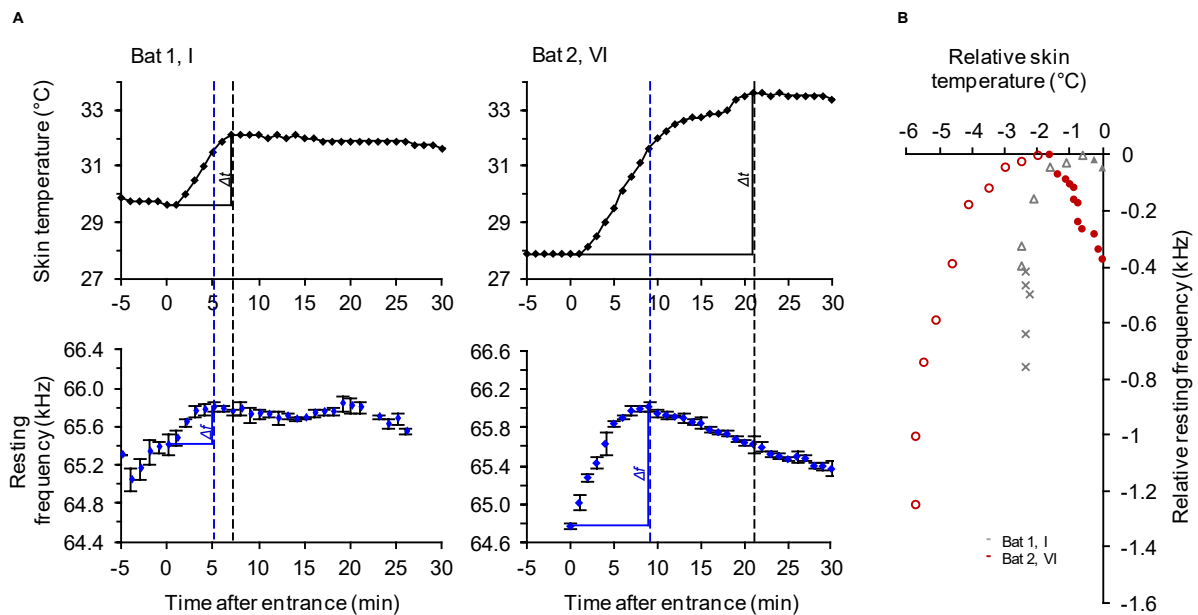 A
B
Bat 1, I
Bat 2, VI
Relative skin
temperature (°C)
Skin temperature (°C)
33
31
29
27
-5 0 5 10 15 20 25 30
Δt
33
31
29
27
-5 0 5 10 15 20 25 30
Δt
-6 -5 -4 -3 -2 -1 0
0
-0.2
-0.4
-0.6
-0.8
-1
-1.2
-1.4
-1.6
Relative resting frequency (kHz)
Bat 1, I
Bat 2, VI
Resting
frequency (kHz)
66.4
66.0
65.6
65.2
64.8
64.4
Δf
-5 0 5 10 15 20 25 30
Time after entrance (min)
66.6
66.2
65.8
65.4
65.0
64.6
Δf
-5 0 5 10 15 20 25 30
Time after entrance (min)